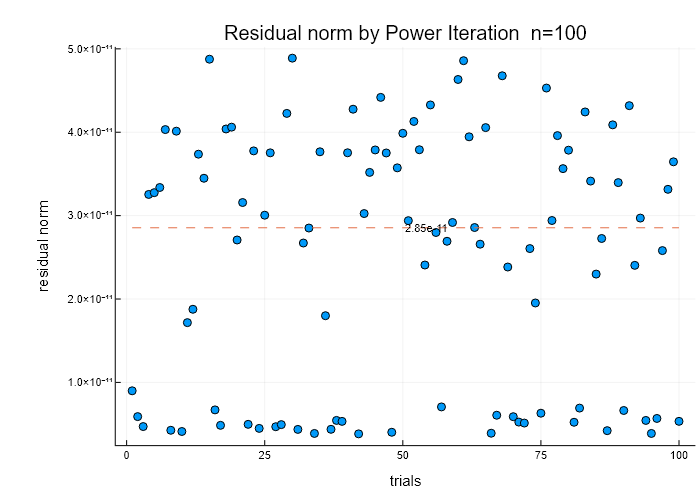 Residual norm by Power Iteration n=100
5.0×10⁻¹¹
4.0×10⁻¹¹
3.0×10⁻¹¹
2.0×10⁻¹¹
1.0×10⁻¹¹
residual norm
2.85e-11
0 25 50 75 100
trials